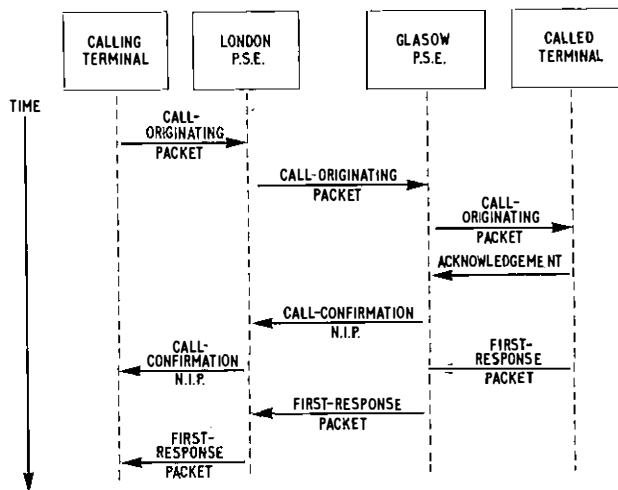 CALLING
TERMINAL
LONDON
P.S.E.
GLASOW
P.S.E.
CALLED
TERMINAL
TIME
CALL-
ORIGINATING
PACKET
CALL-ORIGINATING
PACKET
CALL-
ORIGINATING
PACKET
ACKNOWLEDGEMENT
CALL-CONFIRMATION
N.I.P.
CALL-
CONFIRMATION
N.I.P.
FIRST-
RESPONSE
PACKET
FIRST-RESPONSE
PACKET
FIRST-
RESPONSE
PACKET